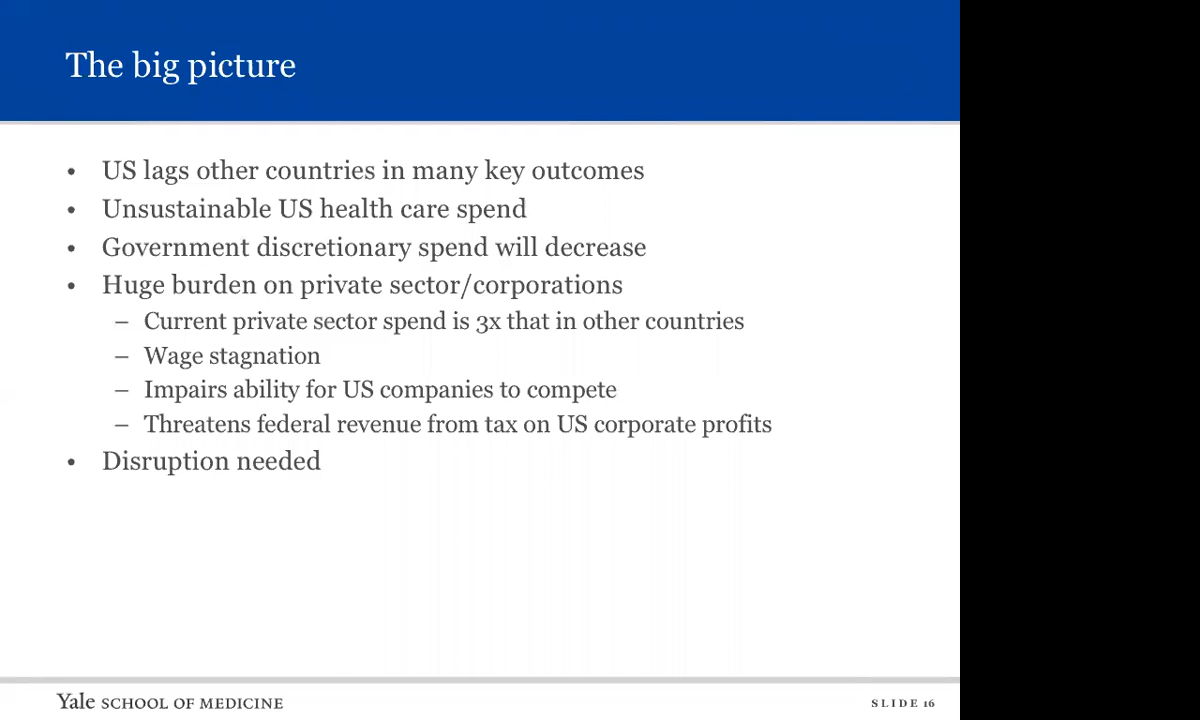 The big picture
• US lags other countries in many key outcomes
• Unsustainable US health care spend
• Government discretionary spend will decrease
• Huge burden on private sector/corporations
– Current private sector spend is 3x that in other countries
– Wage stagnation
– Impairs ability for US companies to compete
– Threatens federal revenue from tax on US corporate profits
• Disruption needed
Yale SCHOOL OF MEDICINE
SLIDE 16